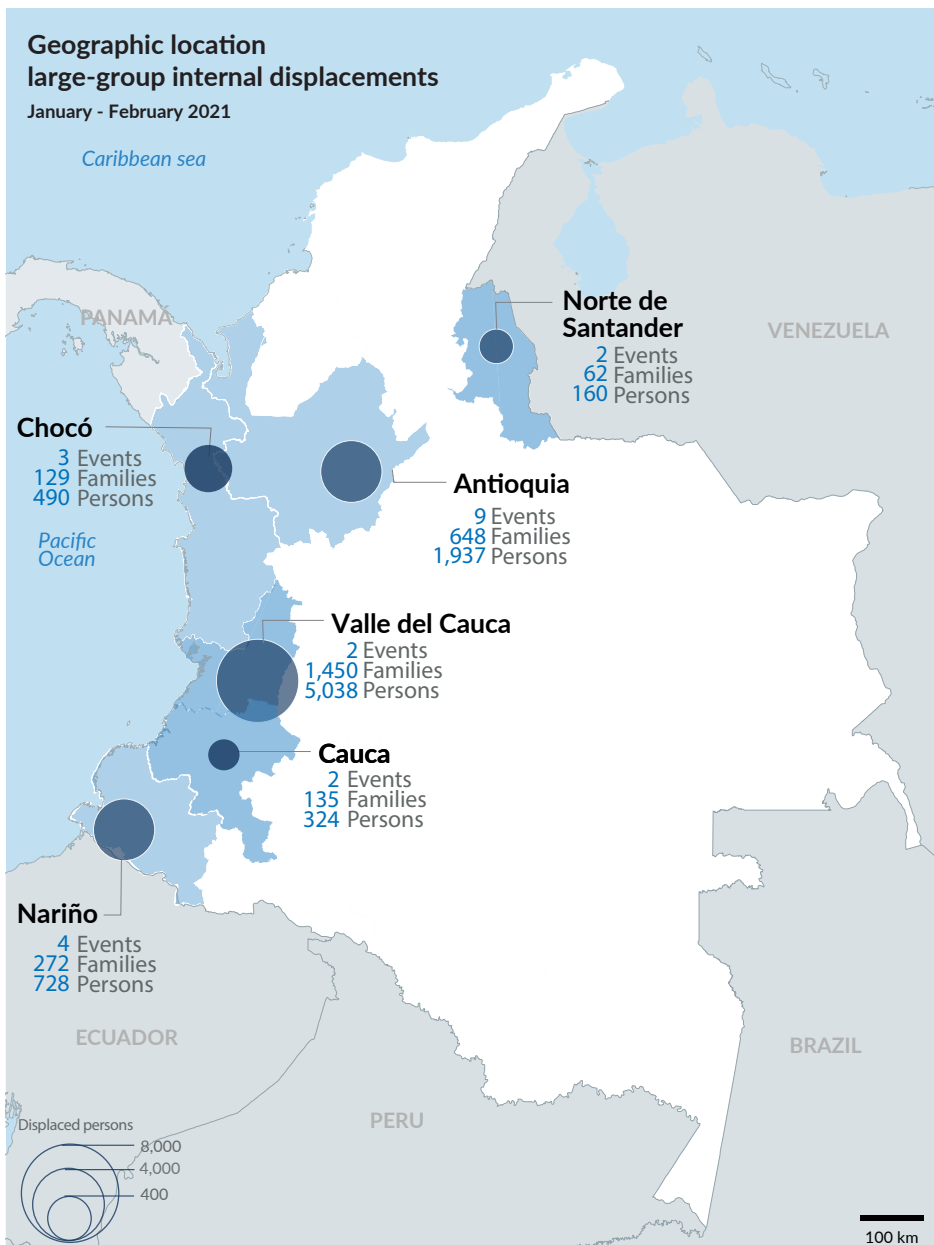 Geographic location
large-group internal displacements
January - February 2021
Caribbean sea
PANAMÁ
VENEZUELA
Norte de
Santander
2 Events
62 Families
160 Persons
Chocó
3 Events
129 Families
490 Persons
Antioquia
9 Events
648 Families
1,937 Persons
Pacific
Ocean
Valle del Cauca
2 Events
1,450 Families
5,038 Persons
Cauca
2 Events
135 Families
324 Persons
Nariño
4 Events
272 Families
728 Persons
ECUADOR
BRAZIL
PERU
Displaced persons
8,000
4,000
400
100 km